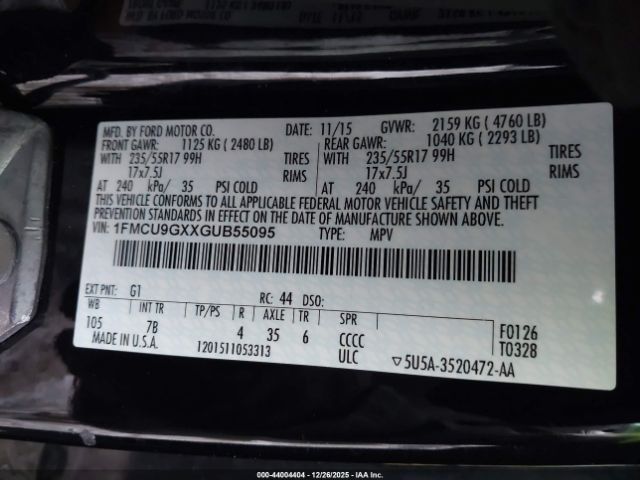 MFD. BY FORD MOTOR CO. DATE: 11/15 GVWR: 2159 KG ( 4760 LB)
FRONT GAWR: 1125 KG ( 2480 LB) REAR GAWR: 1040 KG ( 2293 LB)
WITH 235/55R17 99H TIRES WITH 235/55R17 99H TIRES
17x7.5J RIMS 17x7.5J RIMS
AT 240 kPa/ 35 PSI COLD AT 240 kPa/ 35 PSI COLD
THIS VEHICLE CONFORMS TO ALL APPLICABLE FEDERAL MOTOR VEHICLE SAFETY AND THEFT
PREVENTION STANDARDS IN EFFECT ON THE DATE OF MANUFACTURE SHOWN ABOVE.
VIN: 1FMCU9GXXGUB55095 TYPE: MPV
EXT PNT: G1 RC: 44 DSO:
WB INT TR TP/PS R AXLE TR SPR
105 7B 4 35 6 CCCC F0126
MADE IN U.S.A. 1201511053313 ULC ▽5U5A-3520472-AA T0328
000-44004404 | 12/26/2025 - IAA Inc.